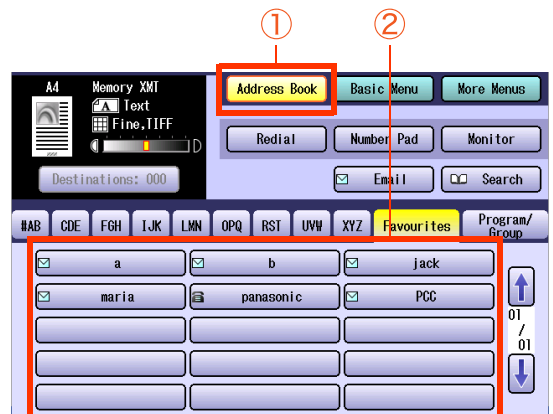 ① ②
A4 Memory XMT Address Book Basic Menu More Menus
A Text
Fine,TIFF
D Redial Number Pad Monitor
Destinations: 000 Email Search
#AB CDE FGH IJK LMN OPQ RST UVW XYZ Favourites Program/
Group
a b jack
maria panasonic PCC
01
/
01